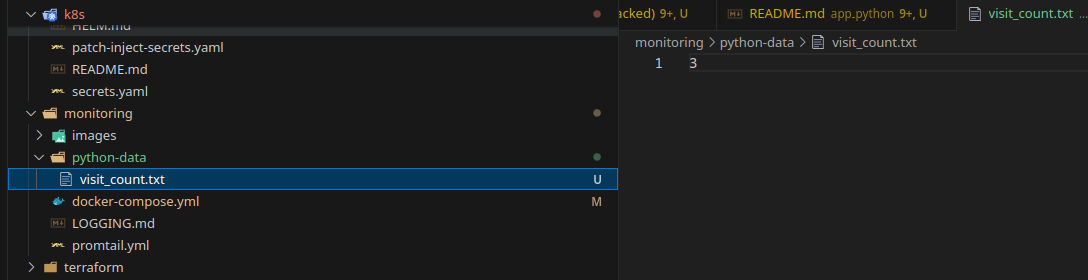 k8s
HELM.md
patch-inject-secrets.yaml
README.md
secrets.yaml
monitoring
images
python-data
visit_count.txt U
docker-compose.yml M
LOGGING.md
promtail.yml
terraform
acked) 9+, U README.md app_python 9+, U visit_count.txt ...
monitoring > python-data > visit_count.txt
1 3